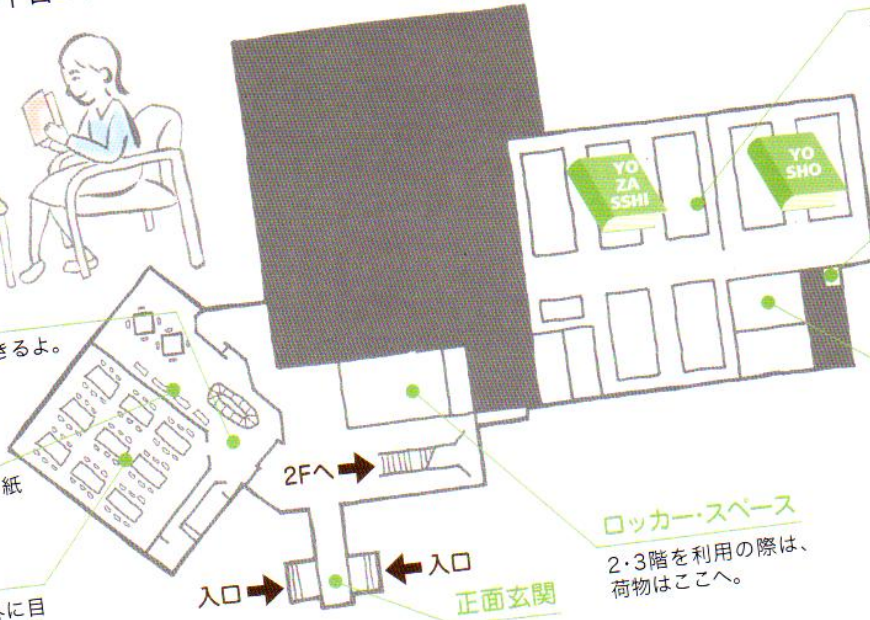 YO
ZA
SSHI
YO
SHO
きるよ。
紙
2Fへ
入口
入口
正面玄関
ロッカー・スペース
2・3階を利用の際は、
荷物はここへ。
に目